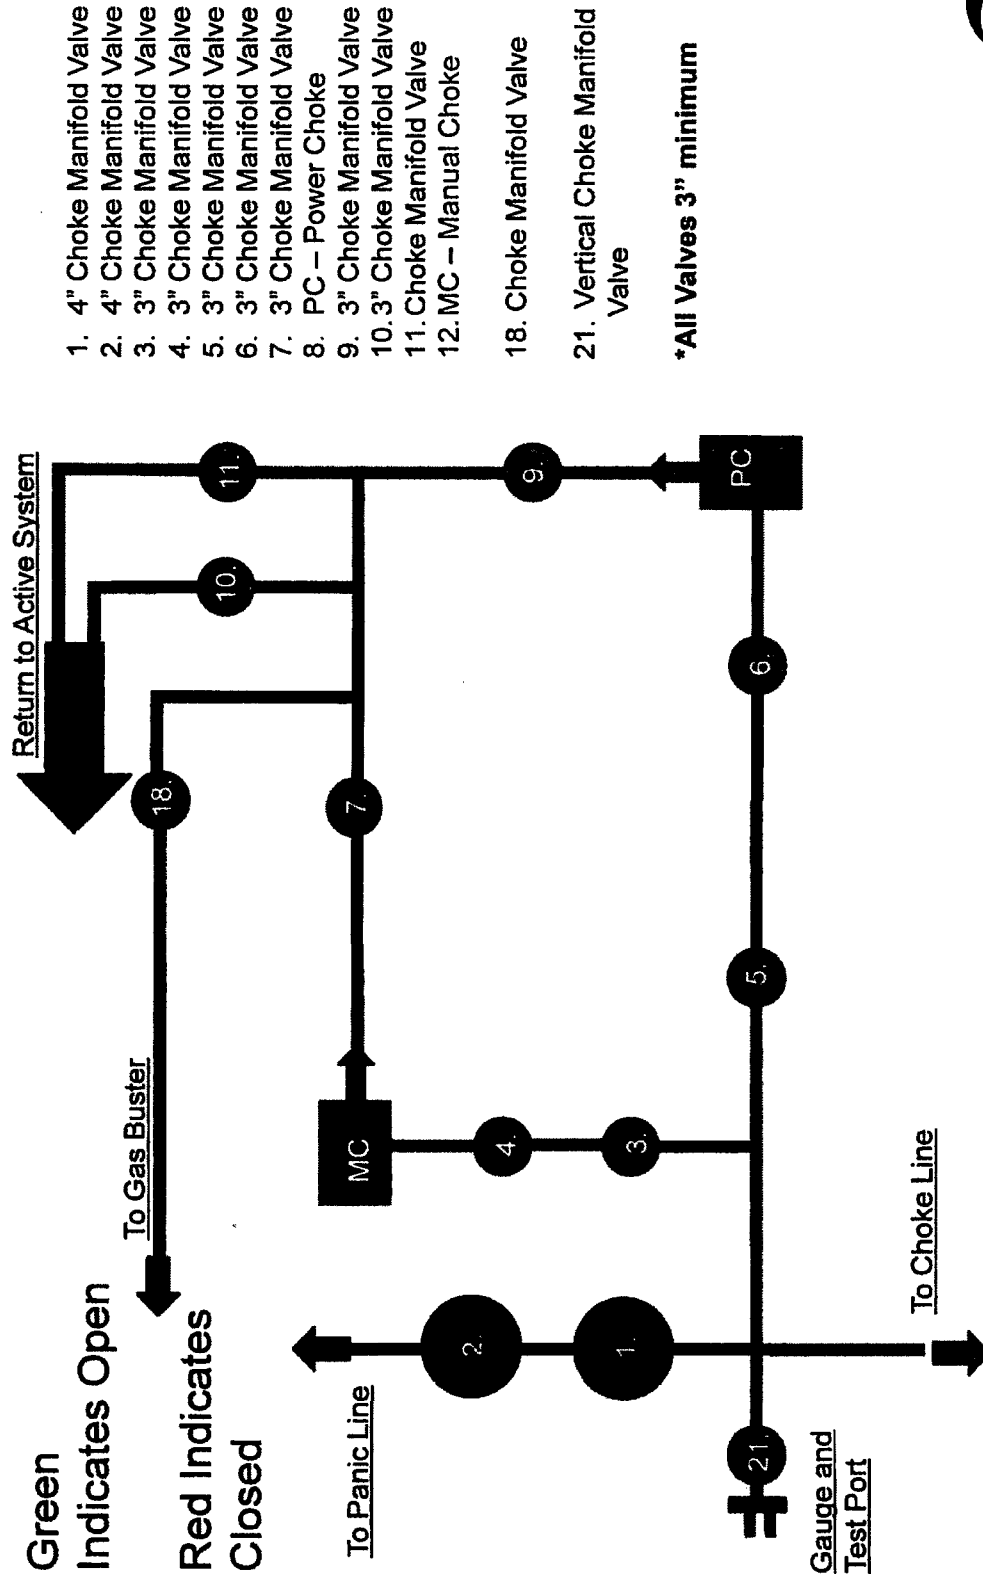 Green
Indicates Open
Red Indicates
Closed
To Gas Buster
Return to Active System
To Panic Line
Gauge and
Test Port
To Choke Line
18.
10.
11.
7.
MC
4.
3.
2.
1.
21.
5.
6.
PC
9.
1. 4" Choke Manifold Valve
2. 4" Choke Manifold Valve
3. 3" Choke Manifold Valve
4. 3" Choke Manifold Valve
5. 3" Choke Manifold Valve
6. 3" Choke Manifold Valve
7. 3" Choke Manifold Valve
8. PC – Power Choke
9. 3" Choke Manifold Valve
10.3" Choke Manifold Valve
11. Choke Manifold Valve
12. MC – Manual Choke
18. Choke Manifold Valve
21. Vertical Choke Manifold
Valve
*All Valves 3" minimum